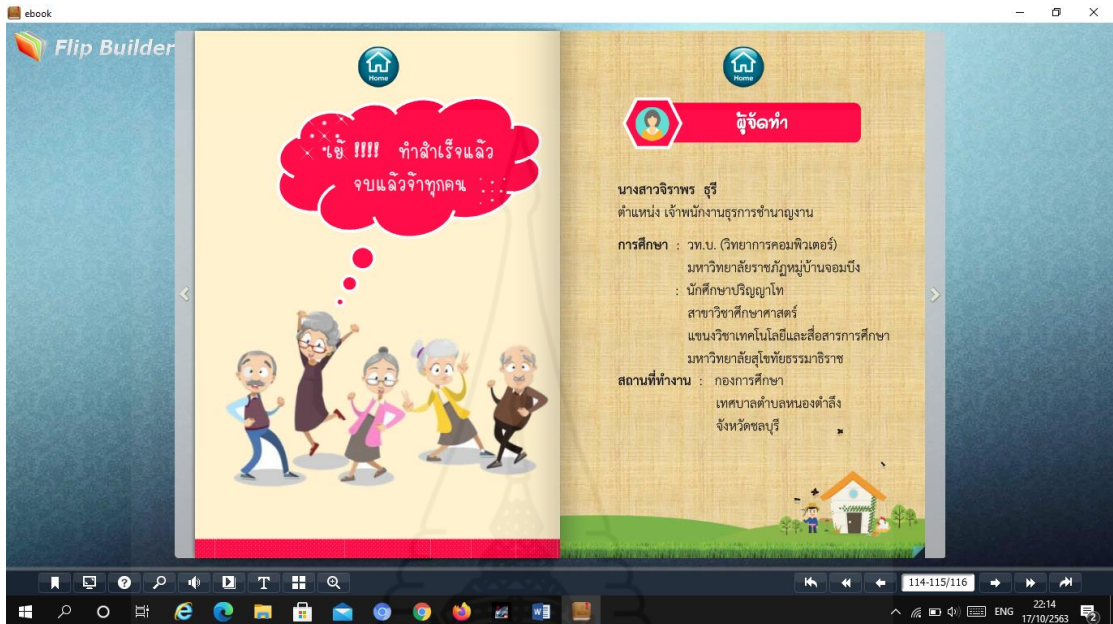 ebook
Flip Builder
Home
เย้ !!!! ทำสำเร็จแล้ว
จบแล้วจ้าทุกคน
Home
ผู้จัดทำ
นางสาวจิราพร ธุรี
ตำแหน่ง เจ้าพนักงานธุรการชำนาญงาน
การศึกษา : วท.บ. (วิทยาการคอมพิวเตอร์)
มหาวิทยาลัยราชภัฏหมู่บ้านจอมบึง
: นักศึกษาปริญญาโท
สาขาวิชาศึกษาศาสตร์
แขนงวิชาเทคโนโลยีและสื่อสารการศึกษา
มหาวิทยาลัยสุโขทัยธรรมาธิราช
สถานที่ทำงาน : กองการศึกษา
เทศบาลตำบลหนองตำลึง
จังหวัดชลบุรี
114-115/116
ENG
22:14
17/10/2563
2